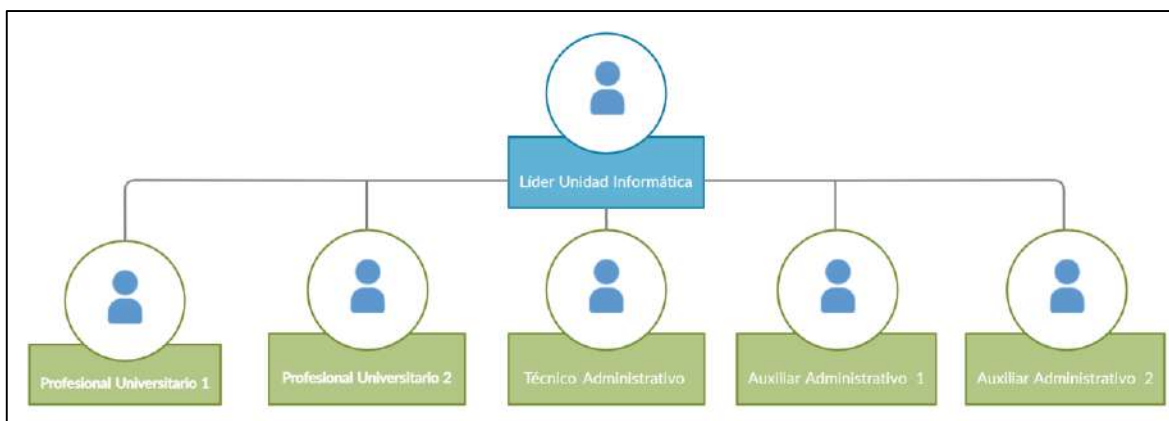 Líder Unidad Informática
Profesional Universitario 1
Profesional Universitario 2
Técnico Administrativo
Auxiliar Administrativo 1
Auxiliar Administrativo 2